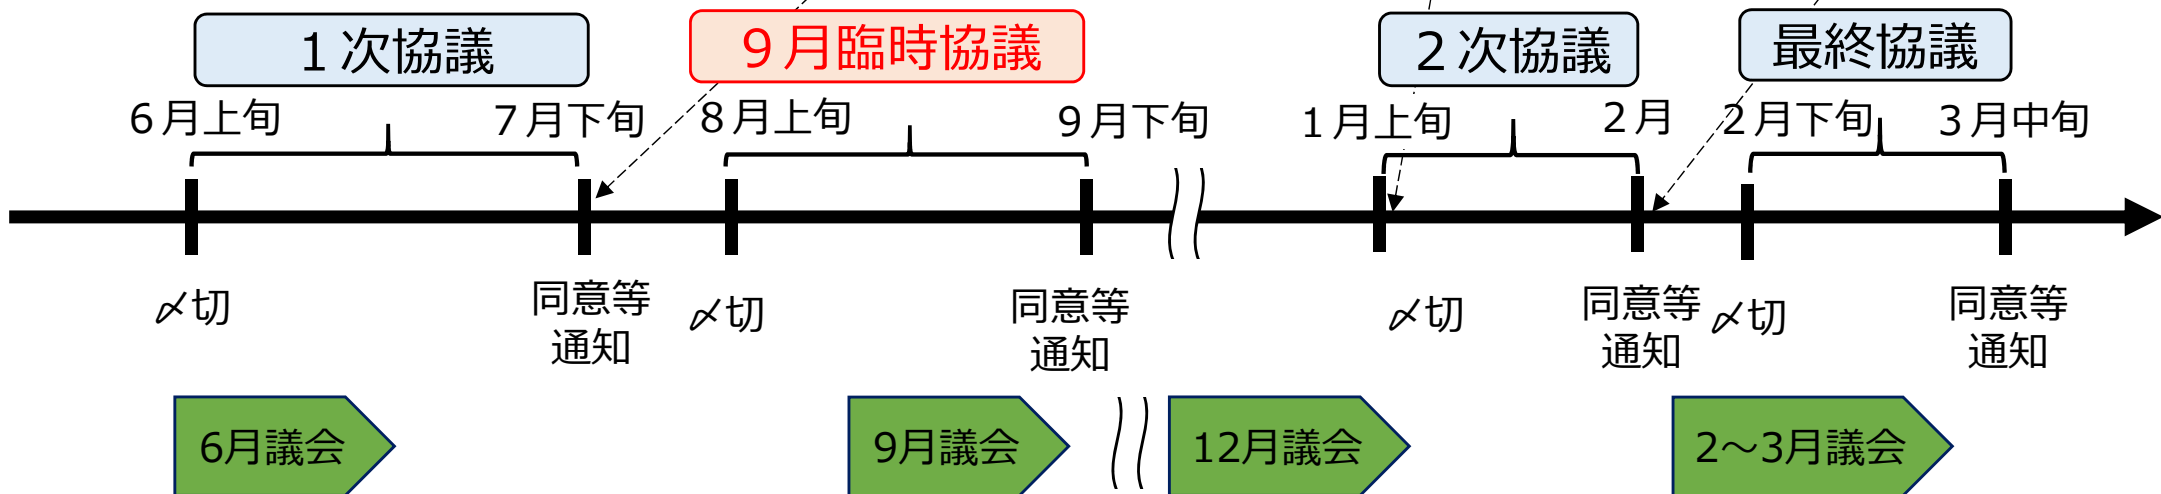 １次協議
９月臨時協議
２次協議
最終協議
６月上旬
７月下旬
８月上旬
９月下旬
１月上旬
２月
２月下旬
３月中旬
〆切
同意等
通知
〆切
同意等
通知
〆切
同意等
通知
〆切
同意等
通知
6月議会
9月議会
12月議会
2～3月議会